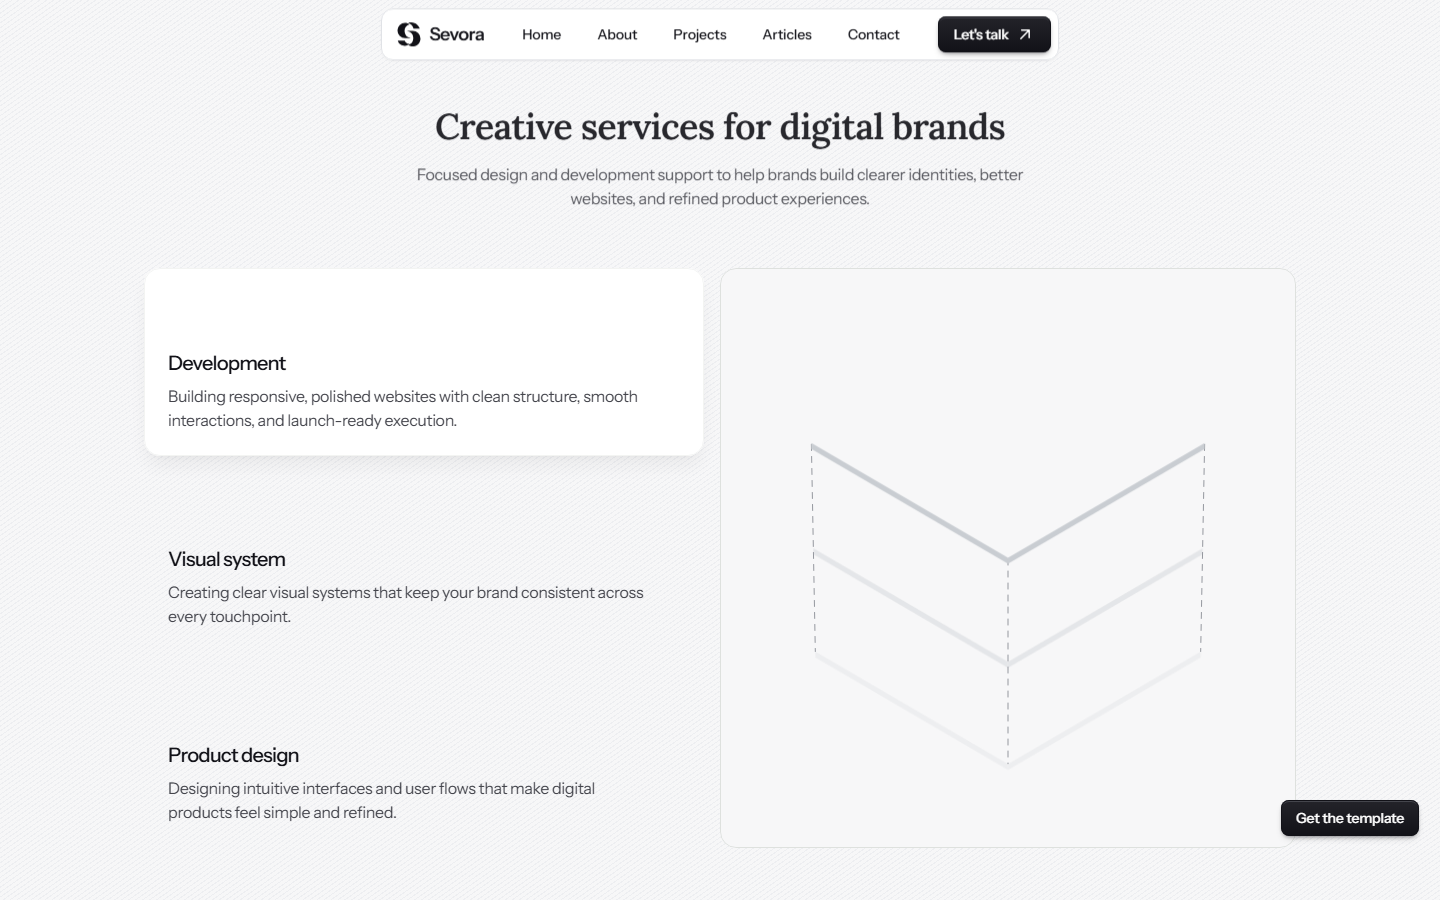 Sevora
Home
About
Projects
Articles
Contact
Let's talk
Creative services for digital brands
Focused design and development support to help brands build clearer identities, better
websites, and refined product experiences.
Development
Building responsive, polished websites with clean structure, smooth
interactions, and launch-ready execution.
Visual system
Creating clear visual systems that keep your brand consistent across
every touchpoint.
Product design
Designing intuitive interfaces and user flows that make digital
products feel simple and refined.
Get the template